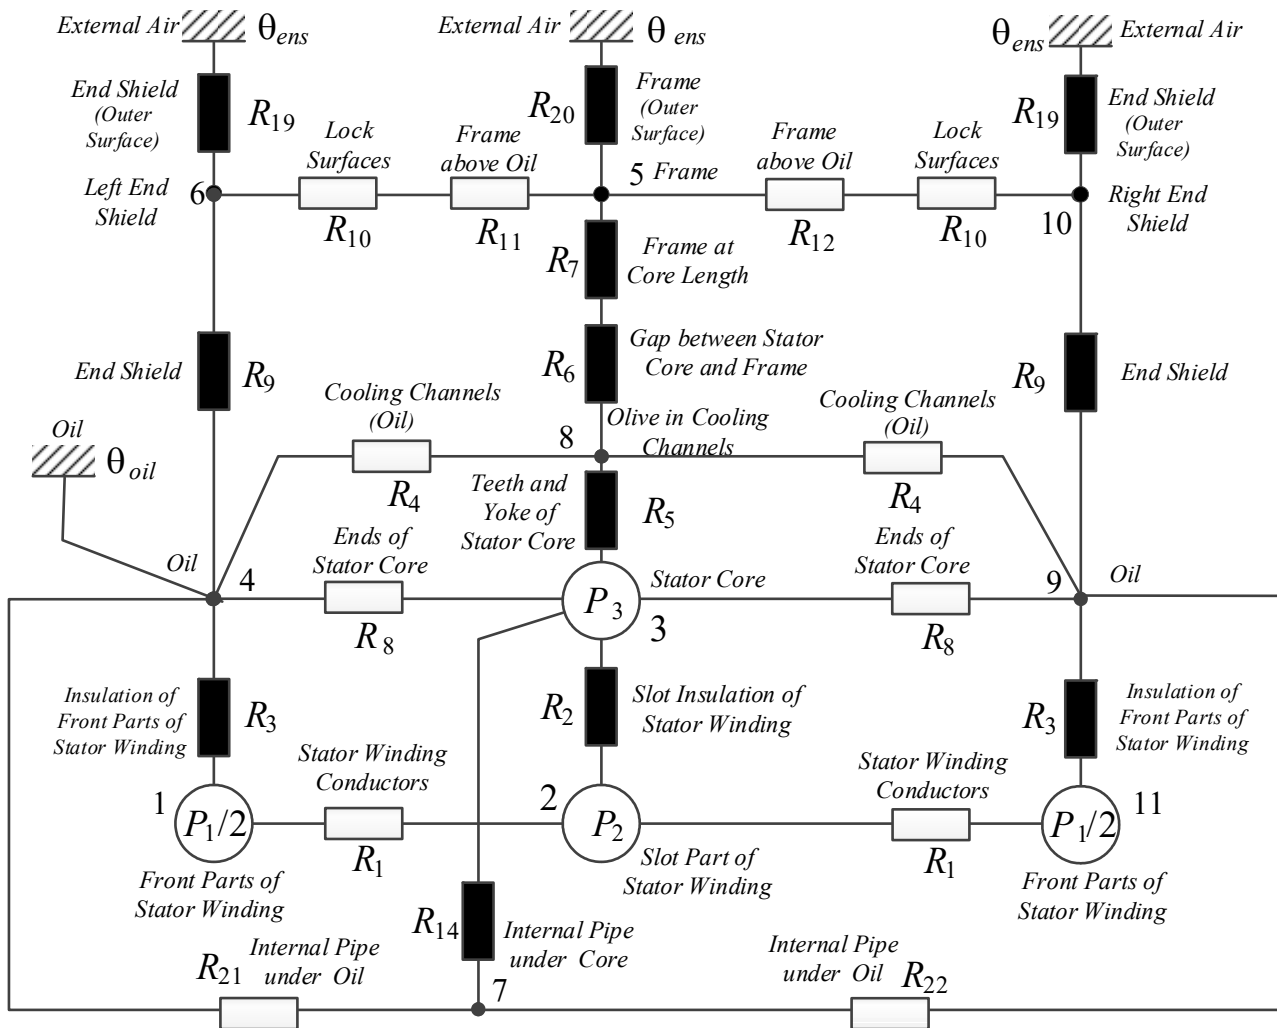 External Air θens
External Air θ ens
θens External Air
End Shield
(Outer
Surface)
R19
R20
Frame
(Outer
Surface)
R19
End Shield
(Outer
Surface)
Lock
Surfaces
Frame
above Oil
5 Frame
Frame
above Oil
Lock
Surfaces
6
Left End
Shield
R10
R11
R12
R10
10
Right End
Shield
R7
Frame at
Core Length
End Shield
R9
R6
Gap between Stator
Core and Frame
R9
End Shield
Cooling Channels
(Oil)
Cooling Channels
(Oil)
Oil
θoil
8
Olive in Cooling
Channels
R4
Teeth and
Yoke of
Stator Core
R5
R4
Oil
4
Ends of
Stator Core
P3
Stator Core
3
Ends of
Stator Core
9
Oil
R8
R8
Insulation of
Front Parts of
Stator Winding
R3
R2
Slot Insulation of
Stator Winding
R3
Insulation of
Front Parts of
Stator Winding
Stator Winding
Conductors
Stator Winding
Conductors
1
P1/2
2
P2
P1/2
11
R1
R1
Front Parts of
Stator Winding
Slot Part of
Stator Winding
Front Parts of
Stator Winding
R14
Internal Pipe
under Core
R21
Internal Pipe
under Oil
7
Internal Pipe
under Oil
R22